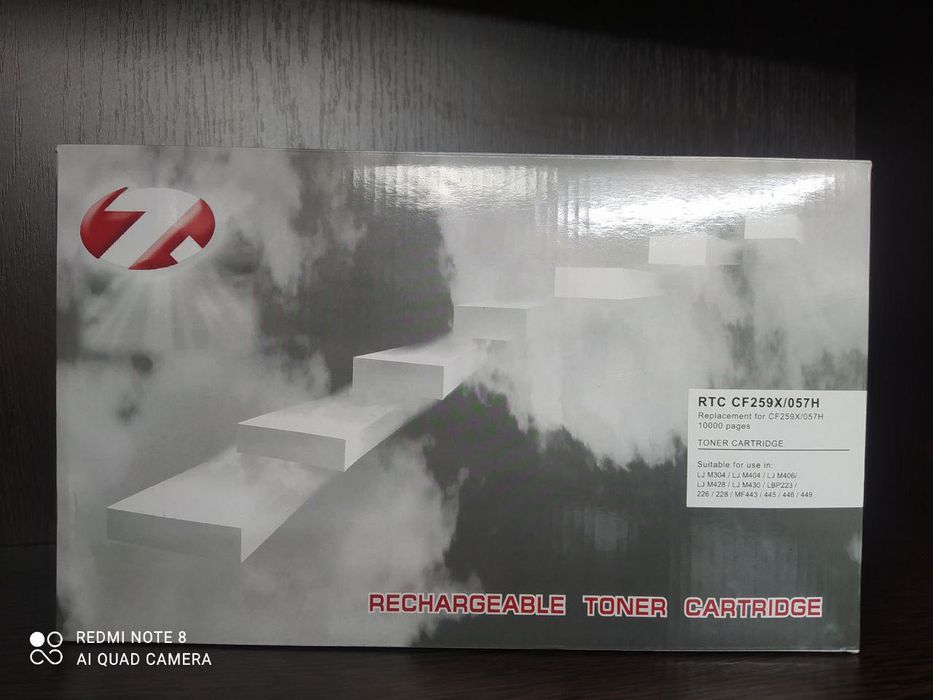 RTC CF259X/057H
Replacement for CF259X/057H
10000 pages
TONER CARTRIDGE
Suitable for use in:
LJ M304 / LJ M404 / LJ M406/
LJ M428 / LJ M430 / LBP223 /
226 / 228 / MF443 / 445 / 446 / 449
RECHARGEABLE TONER CARTRIDGE
REDMI NOTE 8
AI QUAD CAMERA